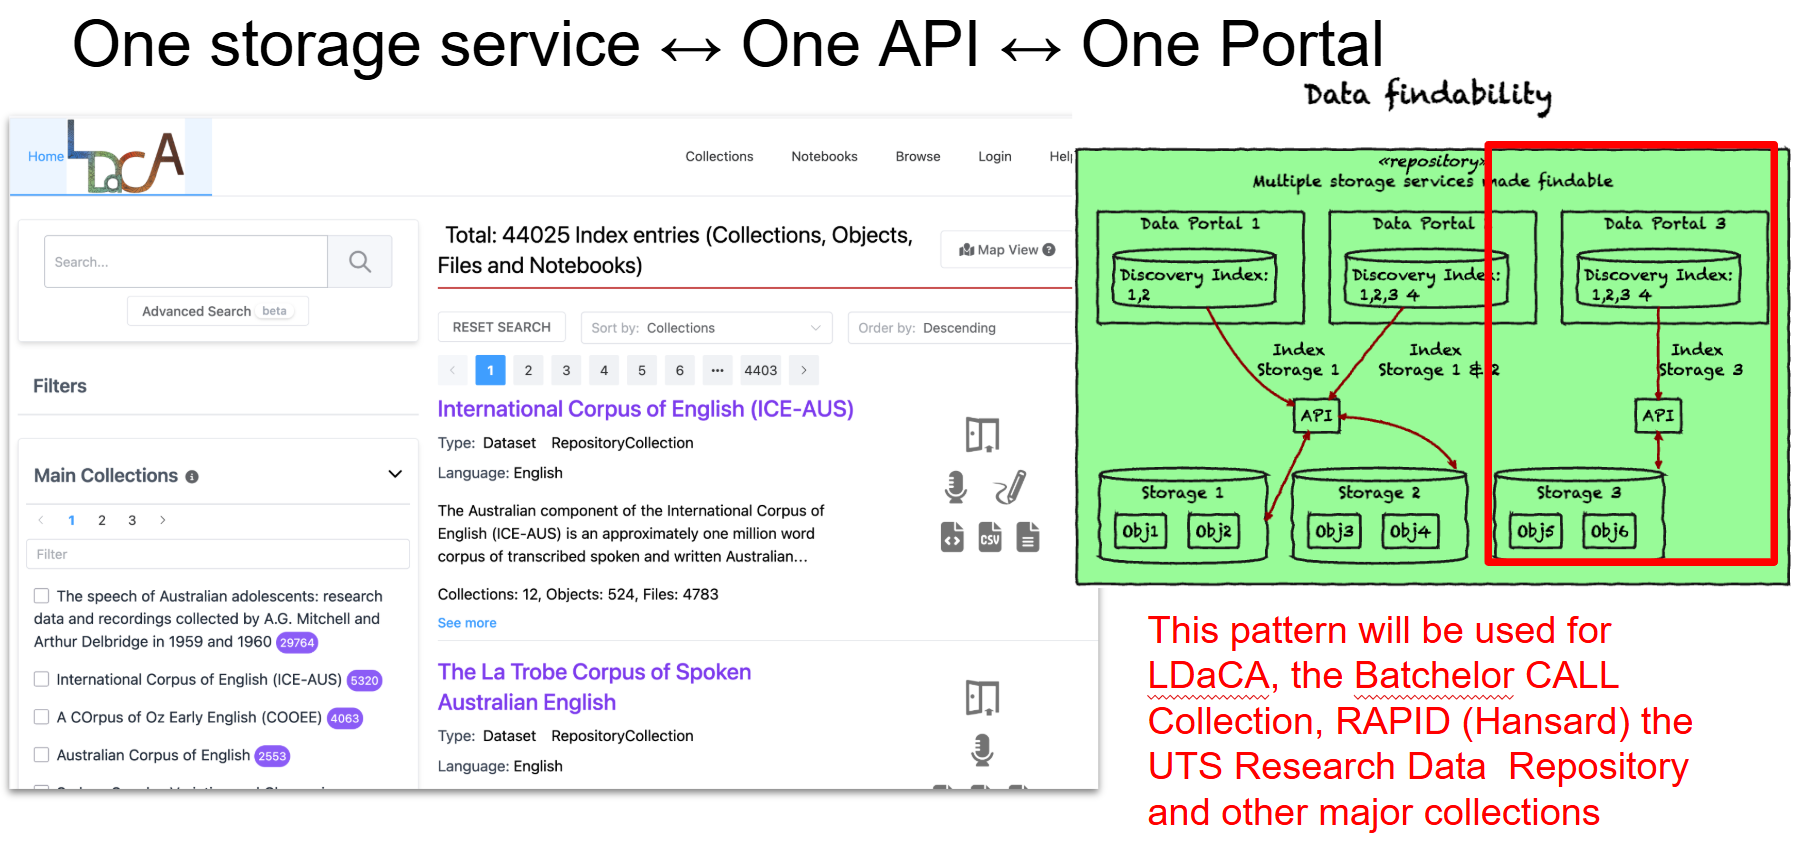 One storage service ↔ One API ↔ One Portal
Data findability
Home
LDaCA
Collections
Notebooks
Browse
Login
Search...
Advanced Search beta
Filters
Main Collections
1 2 3
Filter
The speech of Australian adolescents: research
data and recordings collected by A.G. Mitchell and
Arthur Delbridge in 1959 and 1960 29764
International Corpus of English (ICE-AUS) 5320
A COrpus of Oz Early English (COOEE) 4063
Australian Corpus of English 2553
Total: 44025 Index entries (Collections, Objects,
Files and Notebooks)
Map View
RESET SEARCH
Sort by: Collections
Order by: Descending
1 2 3 4 5 6 ••• 4403
International Corpus of English (ICE-AUS)
Type: Dataset RepositoryCollection
Language: English
The Australian component of the International Corpus of
English (ICE-AUS) is an approximately one million word
corpus of transcribed spoken and written Australian...
CSV
Collections: 12, Objects: 524, Files: 4783
See more
The La Trobe Corpus of Spoken
Australian English
Type: Dataset RepositoryCollection
Language: English
«repository»
Multiple storage services made findable
Data Portal 1
Discovery Index:
1,2
Data Portal
Discovery Index:
1,2,3 4
Data Portal 3
Discovery Index:
1,2,3 4
Index
Storage 1
Index
Storage 1 & 2
Index
Storage 3
API
API
Storage 1
Obj1 Obj2
Storage 2
Obj3 Obj4
Storage 3
Obj5 Obj6
This pattern will be used for
LDaCA, the Batchelor CALL
Collection, RAPID (Hansard) the
UTS Research Data  Repository
and other major collections